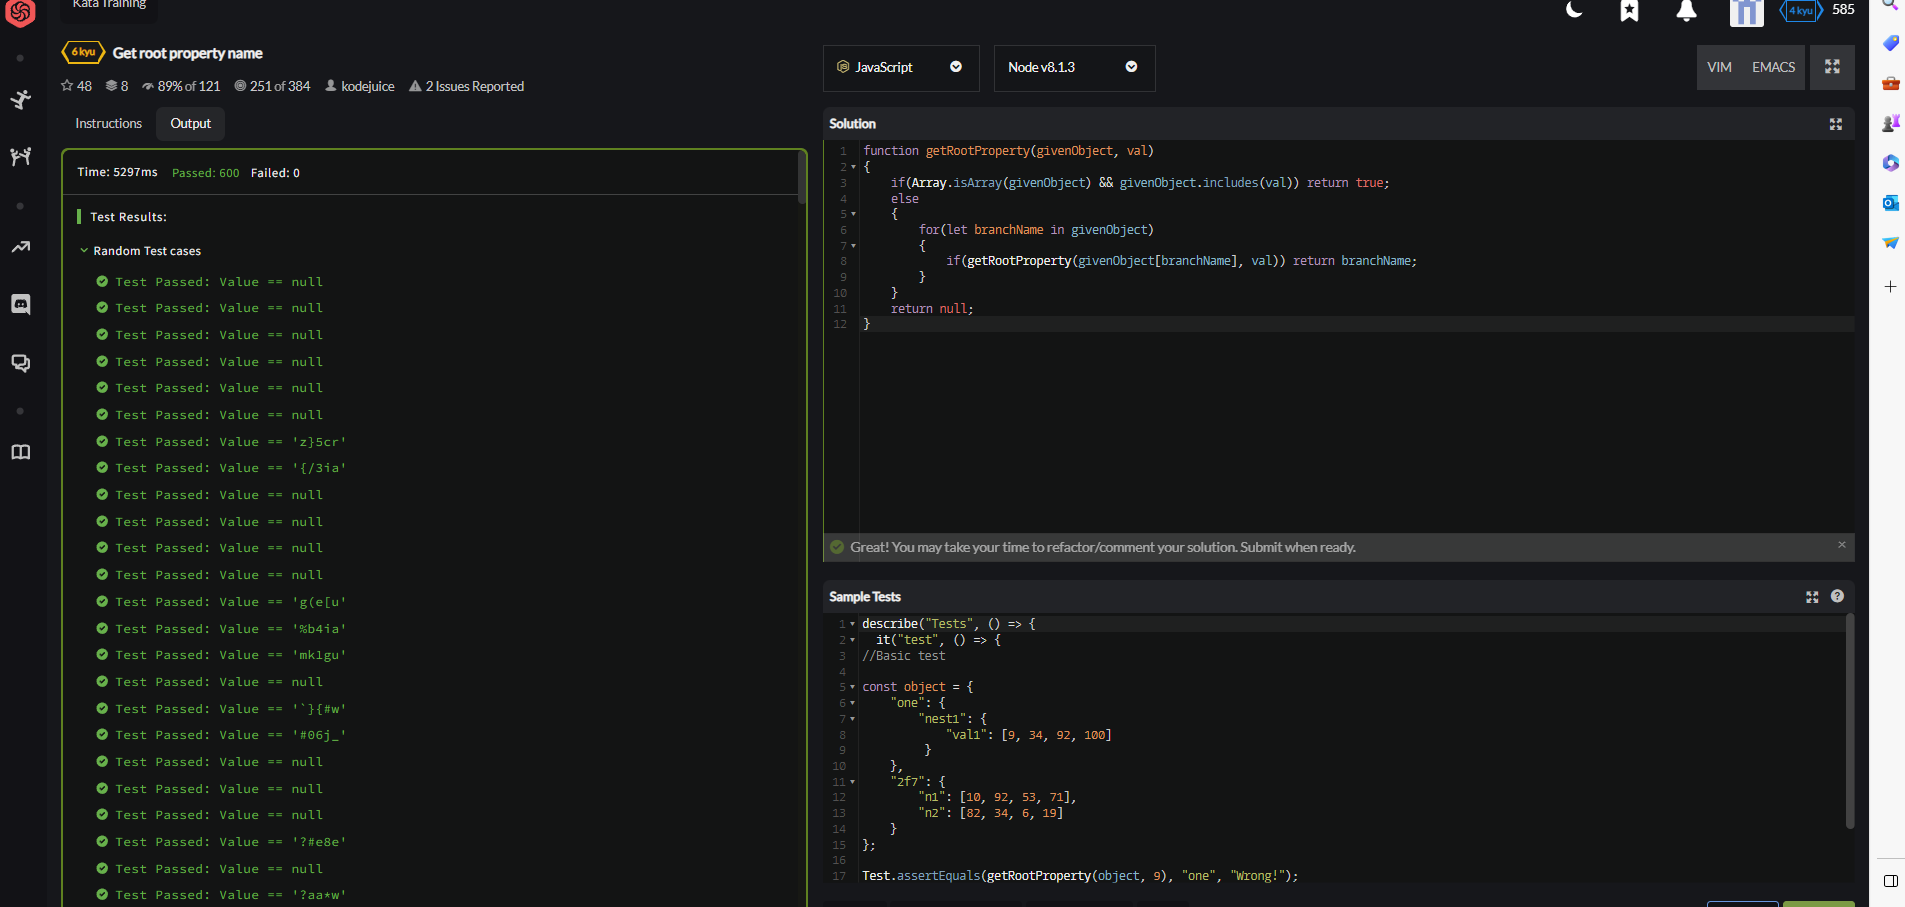 Kata Training
4 kyu 585
6 kyu Get root property name
48 8 89% of 121 251 of 384 kodejuice 2 Issues Reported
Instructions Output
Time: 5297ms Passed: 600 Failed: 0
Test Results:
Random Test cases
Test Passed: Value == null
Test Passed: Value == null
Test Passed: Value == null
Test Passed: Value == null
Test Passed: Value == null
Test Passed: Value == null
Test Passed: Value == 'z}5cr'
Test Passed: Value == '{/3ia'
Test Passed: Value == null
Test Passed: Value == null
Test Passed: Value == null
Test Passed: Value == null
Test Passed: Value == 'g(e[u'
Test Passed: Value == '%b4ia'
Test Passed: Value == 'mklgu'
Test Passed: Value == null
Test Passed: Value == '`}{#w'
Test Passed: Value == '#06j_'
Test Passed: Value == null
Test Passed: Value == null
Test Passed: Value == null
Test Passed: Value == '?#e8e'
Test Passed: Value == null
Test Passed: Value == '?aa*w'
JavaScript Node v8.1.3 VIM EMACS
Solution
1 function getRootProperty(givenObject, val)
2 {
3 if(Array.isArray(givenObject) && givenObject.includes(val)) return true;
4 else
5 {
6 for(let branchName in givenObject)
7 {
8 if(getRootProperty(givenObject[branchName], val)) return branchName;
9 }
10 }
11 return null;
12 }
Great! You may take your time to refactor/comment your solution. Submit when ready. ×
Sample Tests ?
1 describe("Tests", () => {
2 it("test", () => {
3 //Basic test
4
5 const object = {
6 "one": {
7 "nest1": {
8 "val1": [9, 34, 92, 100]
9 }
10 },
11 "2f7": {
12 "n1": [10, 92, 53, 71],
13 "n2": [82, 34, 6, 19]
14 }
15 };
16
17 Test.assertEquals(getRootProperty(object, 9), "one", "Wrong!");